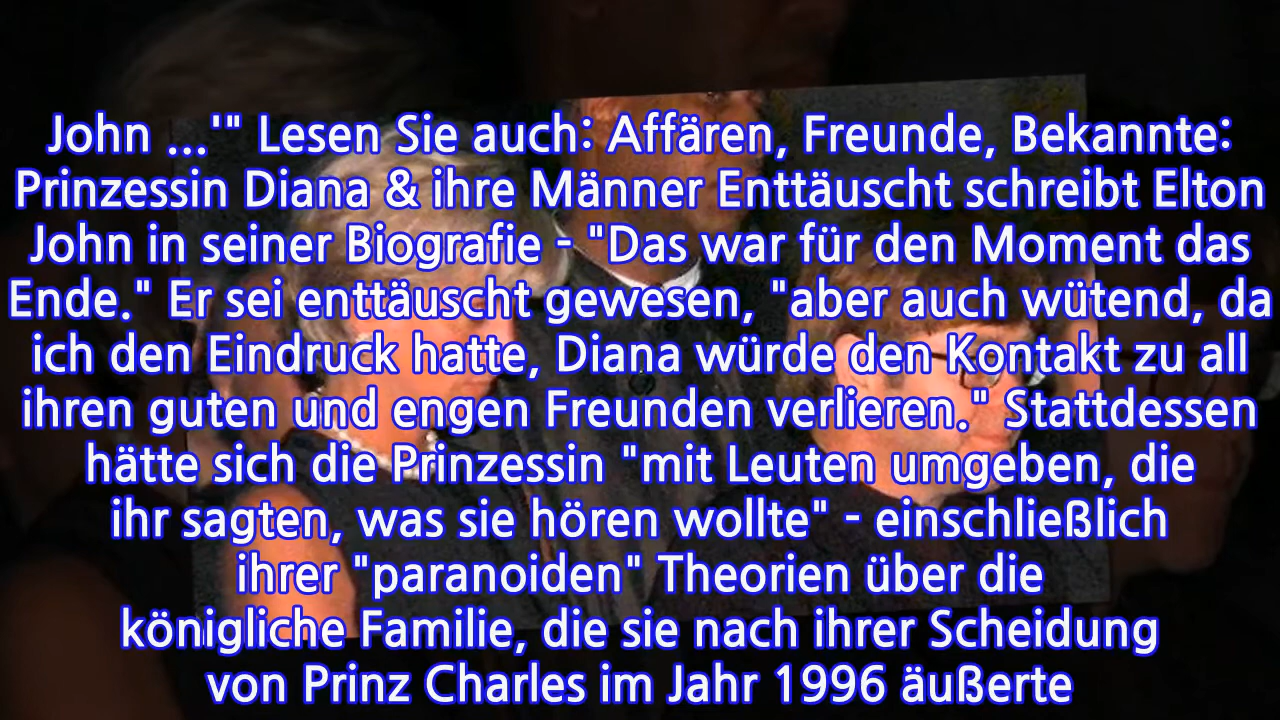 John ...'" Lesen Sie auch: Affären, Freunde, Bekannte:
Prinzessin Diana & ihre Männer Enttäuscht schreibt Elton
John in seiner Biografie - "Das war für den Moment das
Ende." Er sei enttäuscht gewesen, "aber auch wütend, da
ich den Eindruck hatte, Diana würde den Kontakt zu all
ihren guten und engen Freunden verlieren." Stattdessen
hätte sich die Prinzessin "mit Leuten umgeben, die
ihr sagten, was sie hören wollte" - einschließlich
ihrer "paranoiden" Theorien über die
königliche Familie, die sie nach ihrer Scheidung
von Prinz Charles im Jahr 1996 äußerte